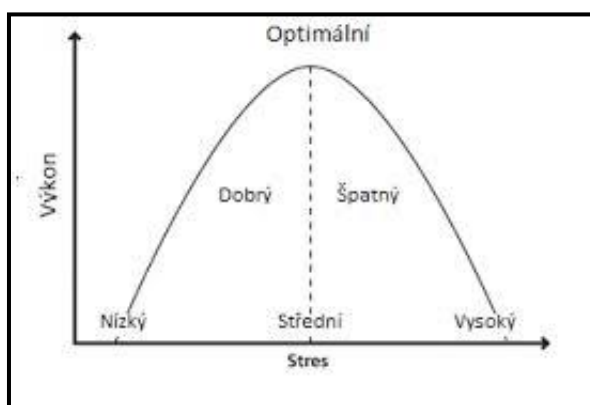 Optimální
Výkon
Dobrý Špatný
Nízký Střední Vysoký
Stres